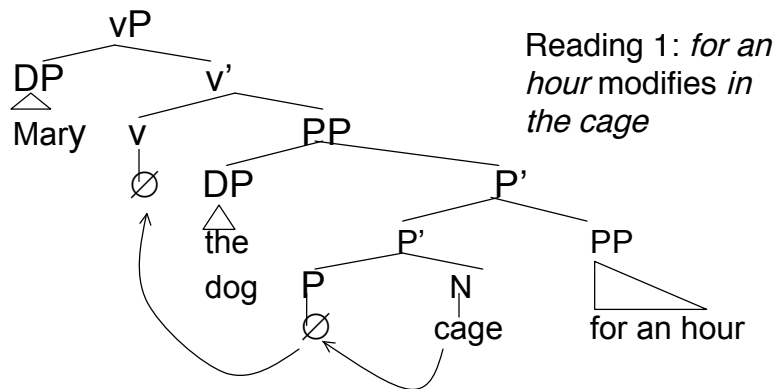 vP
Reading 1: for an
hour modifies in
the cage
DP v’
Mary v PP
∅ DP P’
the
dog
P’ PP
P N
∅ cage for an hour